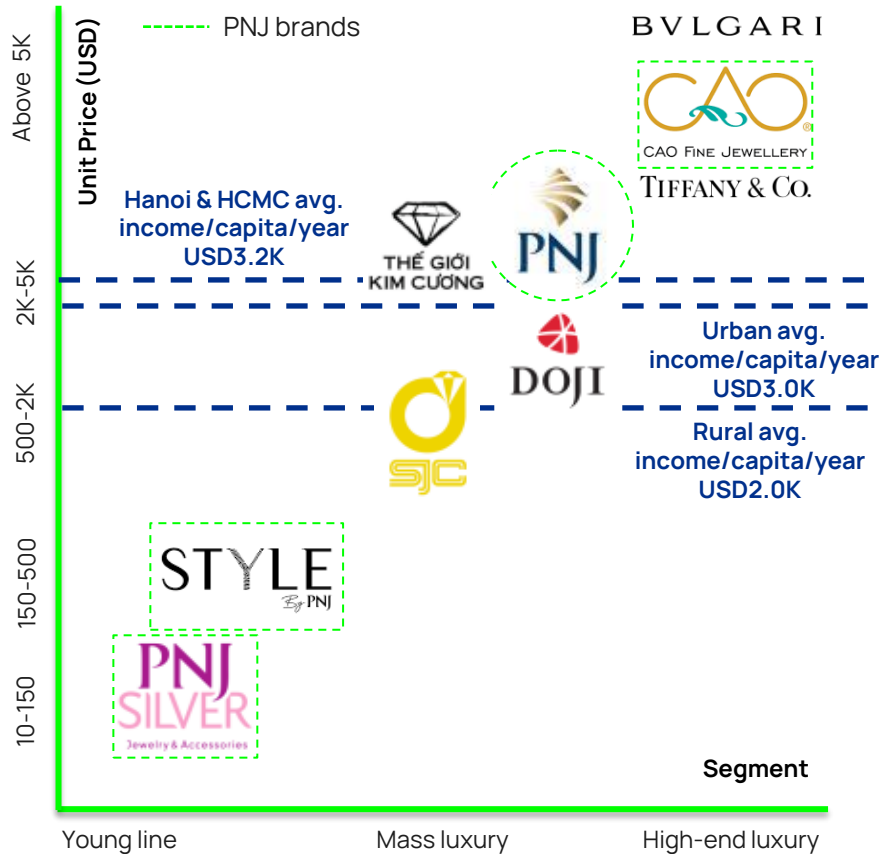 PNJ brands
BVLGARI
Above 5K
Unit Price (USD)
CAO
®
CAO FINE JEWELLERY
TIFFANY & CO.
Hanoi & HCMC avg.
income/capita/year
USD3.2K
THẾ GIỚI
KIM CƯƠNG
PNJ
2K-5K
Urban avg.
income/capita/year
USD3.0K
DOJI
500-2K
SJC
Rural avg.
income/capita/year
USD2.0K
150-500
STYLE
By PNJ
10-150
PNJ
SILVER
Jewelry & Accessories
Segment
Young line
Mass luxury
High-end luxury